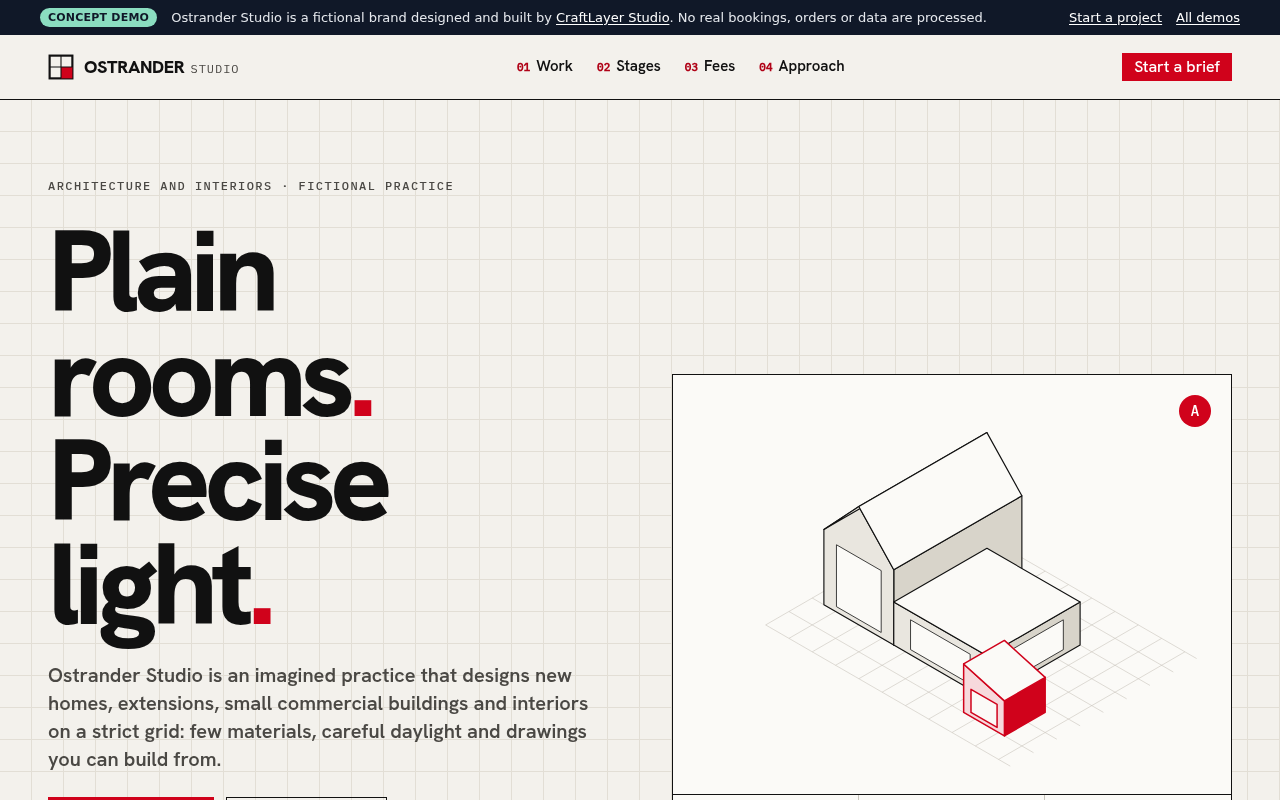 CONCEPT DEMO Ostrander Studio is a fictional brand designed and built by CraftLayer Studio. No real bookings, orders or data are processed. Start a project All demos
OSTRANDER STUDIO 01 Work 02 Stages 03 Fees 04 Approach Start a brief
ARCHITECTURE AND INTERIORS · FICTIONAL PRACTICE
Plain
rooms.
Precise
light.
A
Ostrander Studio is an imagined practice that designs new
homes, extensions, small commercial buildings and interiors
on a strict grid: few materials, careful daylight and drawings
you can build from.